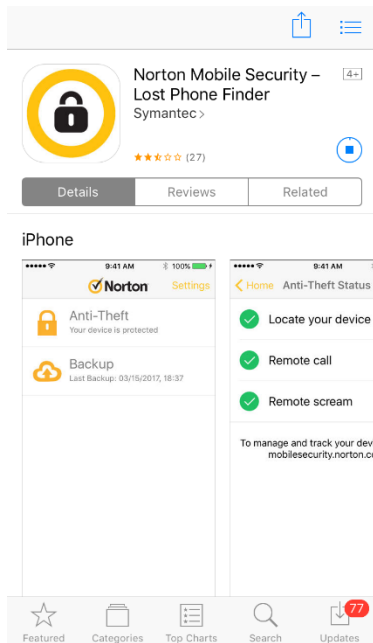 Norton Mobile Security –
Lost Phone Finder
4+
Symantec >
(27)
Details
Reviews
Related
iPhone
9:41 AM
100%
Norton
Settings
Anti-Theft
Your device is protected
Backup
Last Backup: 03/15/2017, 18:37
9:41 AM
Home
Anti-Theft Status
Locate your device
Remote call
Remote scream
To manage and track your dev
mobilesecurity.norton.co
Featured
Categories
Top Charts
Search
Updates
77